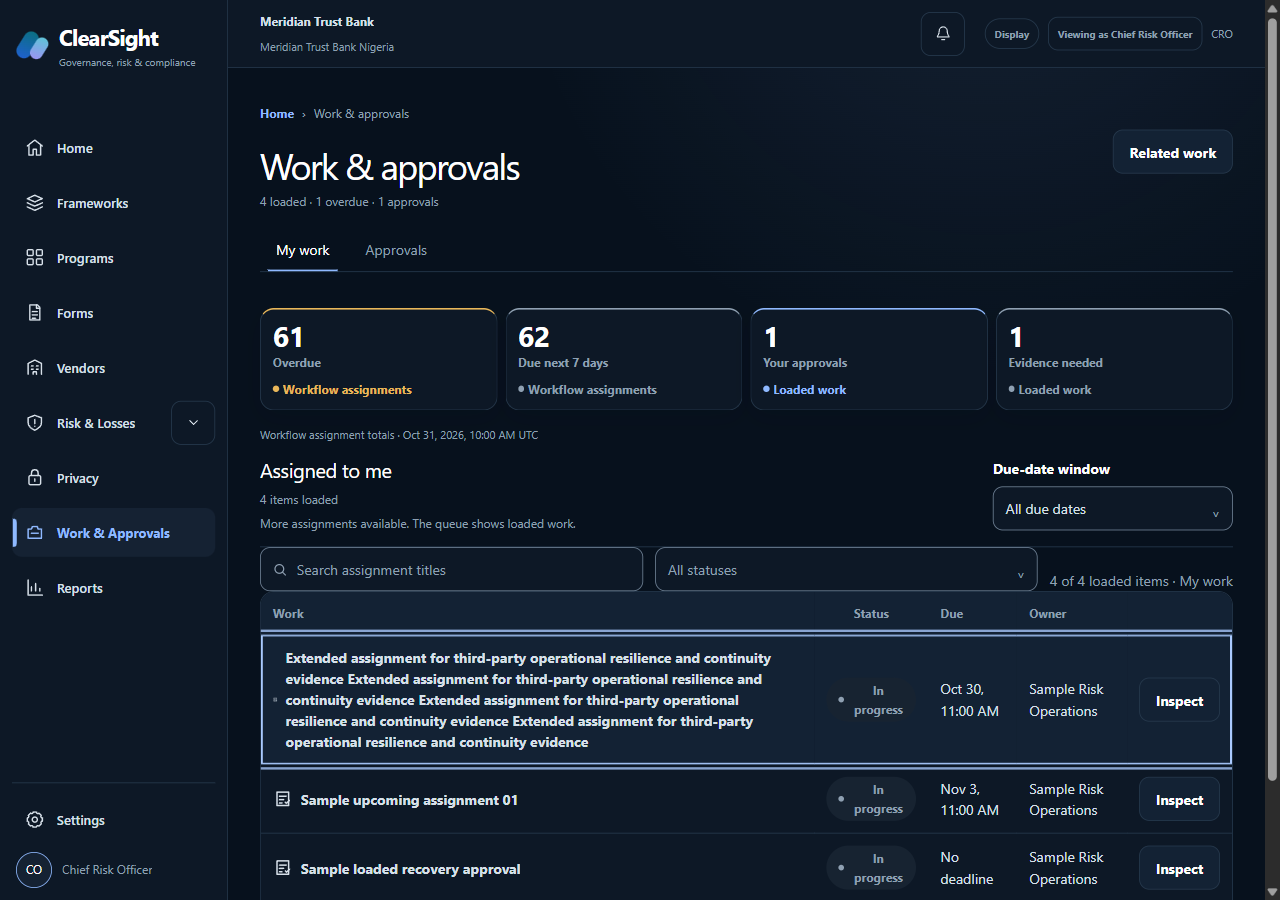 ClearSight
Governance, risk & compliance
Meridian Trust Bank
Meridian Trust Bank Nigeria
Display
Viewing as Chief Risk Officer
CRO
Home
Frameworks
Programs
Forms
Vendors
Risk & Losses
Privacy
Work & Approvals
Reports
Settings
CO
Chief Risk Officer
Home › Work & approvals
Work & approvals
Related work
4 loaded · 1 overdue · 1 approvals
My work
Approvals
61
Overdue
Workflow assignments
62
Due next 7 days
Workflow assignments
1
Your approvals
Loaded work
1
Evidence needed
Loaded work
Workflow assignment totals · Oct 31, 2026, 10:00 AM UTC
Assigned to me
4 items loaded
More assignments available. The queue shows loaded work.
Due-date window
All due dates
Search assignment titles
All statuses
4 of 4 loaded items · My work
Work
Status
Due
Owner
Extended assignment for third-party operational resilience and continuity
evidence Extended assignment for third-party operational resilience and
continuity evidence Extended assignment for third-party operational
resilience and continuity evidence Extended assignment for third-party
operational resilience and continuity evidence
In
progress
Oct 30,
11:00 AM
Sample Risk
Operations
Inspect
Sample upcoming assignment 01
In
progress
Nov 3,
11:00 AM
Sample Risk
Operations
Inspect
Sample loaded recovery approval
In
progress
No
deadline
Sample Risk
Operations
Inspect